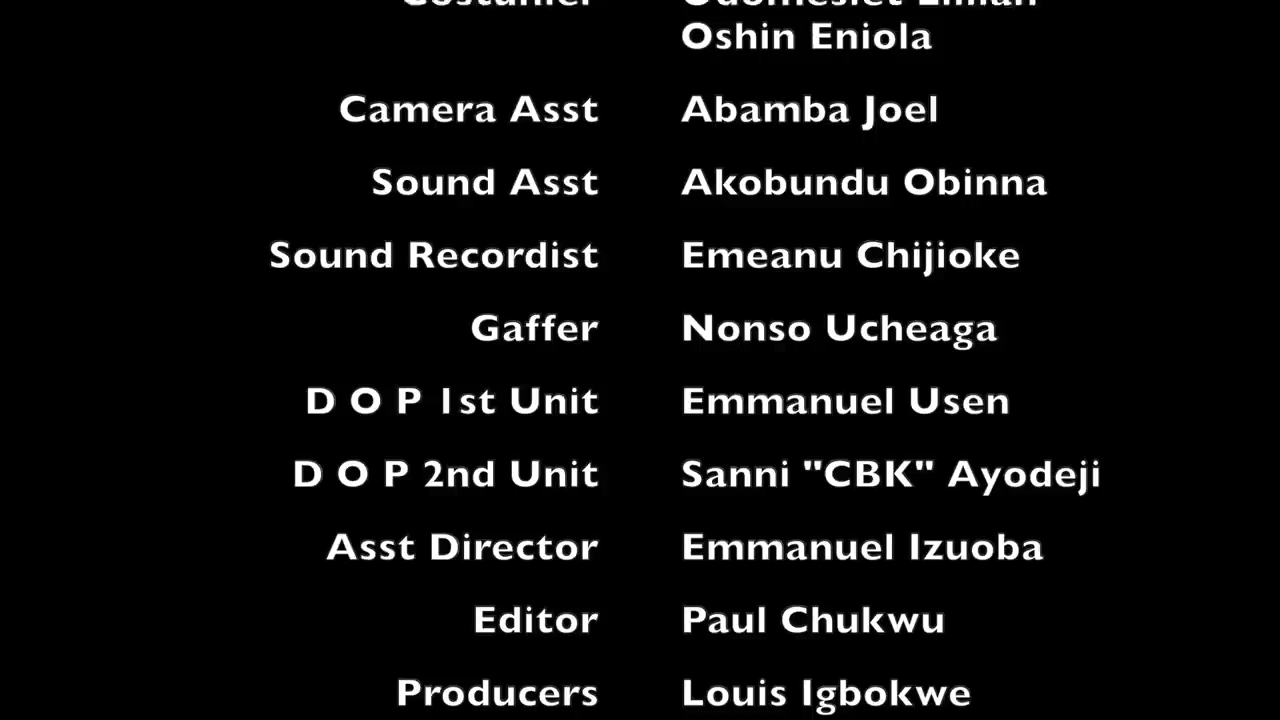 Costumier
Oshin Eniola
Camera Asst Abamba Joel
Sound Asst Akobundu Obinna
Sound Recordist Emeanu Chijioke
Gaffer Nonso Ucheaga
D O P 1st Unit Emmanuel Usen
D O P 2nd Unit Sanni "CBK" Ayodeji
Asst Director Emmanuel Izuoba
Editor Paul Chukwu
Producers Louis Igbokwe